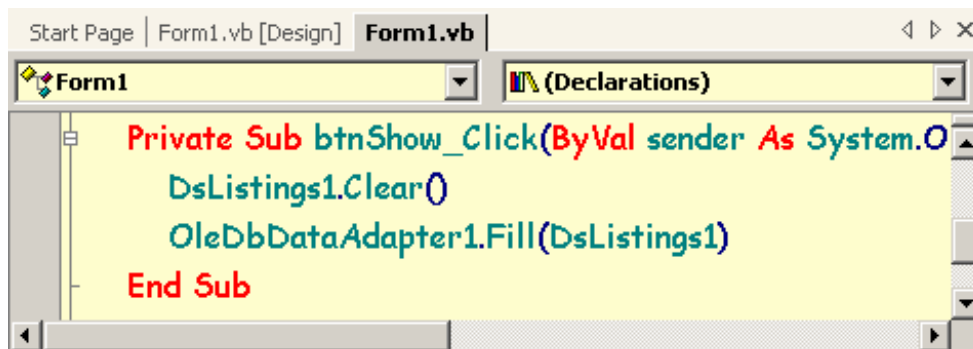 Start Page Form1.vb [Design] Form1.vb
Form1 (Declarations)
Private Sub btnShow_Click(ByVal sender As System.O
DsListings1.Clear()
OleDbDataAdapter1.Fill(DsListings1)
End Sub